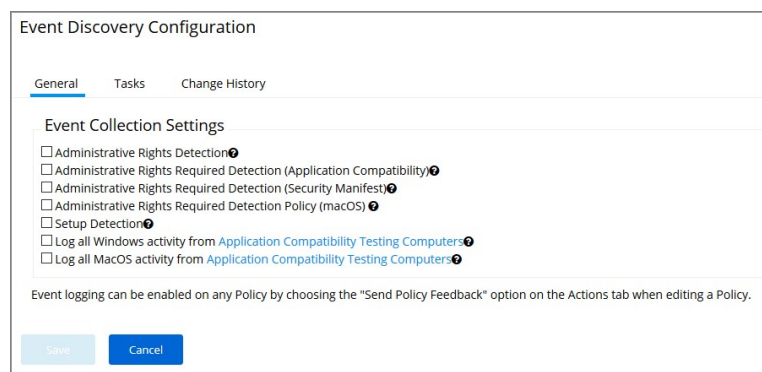 Event Discovery Configuration
General Tasks Change History
Event Collection Settings
Administrative Rights Detection
Administrative Rights Required Detection (Application Compatibility)
Administrative Rights Required Detection (Security Manifest)
Administrative Rights Required Detection Policy (macOS)
Setup Detection
Log all Windows activity from Application Compatibility Testing Computers
Log all MacOS activity from Application Compatibility Testing Computers
Event logging can be enabled on any Policy by choosing the "Send Policy Feedback" option on the Actions tab when editing a Policy.
Save Cancel